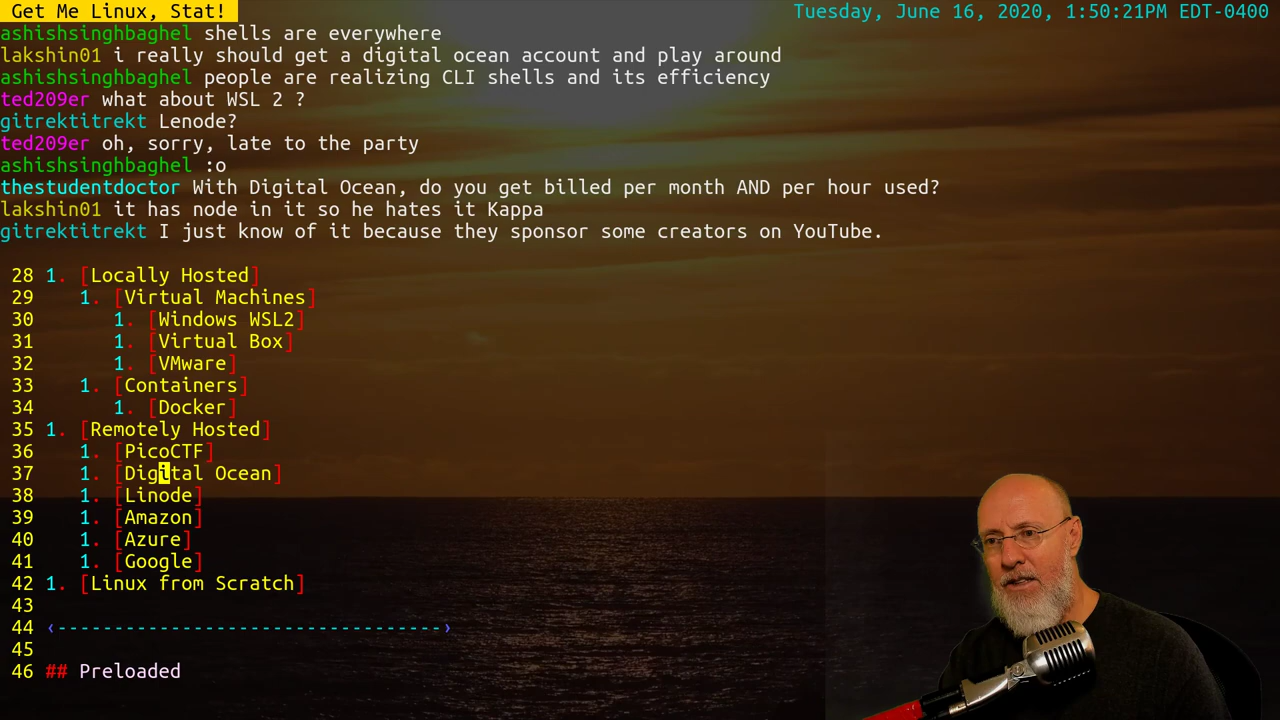 Get Me Linux, Stat!
Tuesday, June 16, 2020, 1:50:21PM EDT-0400
ashishsinghbaghel shells are everywhere
lakshin01 i really should get a digital ocean account and play around
ashishsinghbaghel people are realizing CLI shells and its efficiency
ted209er what about WSL 2 ?
gitrektitrekt Lenode?
ted209er oh, sorry, late to the party
ashishsinghbaghel :o
thestudentdoctor With Digital Ocean, do you get billed per month AND per hour used?
lakshin01 it has node in it so he hates it Kappa
gitrektitrekt I just know of it because they sponsor some creators on YouTube.
28 1. [Locally Hosted]
29 1. [Virtual Machines]
30 1. [Windows WSL2]
31 1. [Virtual Box]
32 1. [VMware]
33 1. [Containers]
34 1. [Docker]
35 1. [Remotely Hosted]
36 1. [PicoCTF]
37 1. [Digital Ocean]
38 1. [Linode]
39 1. [Amazon]
40 1. [Azure]
41 1. [Google]
42 1. [Linux from Scratch]
43
44 ‹----------------------------------›
45
46 ## Preloaded